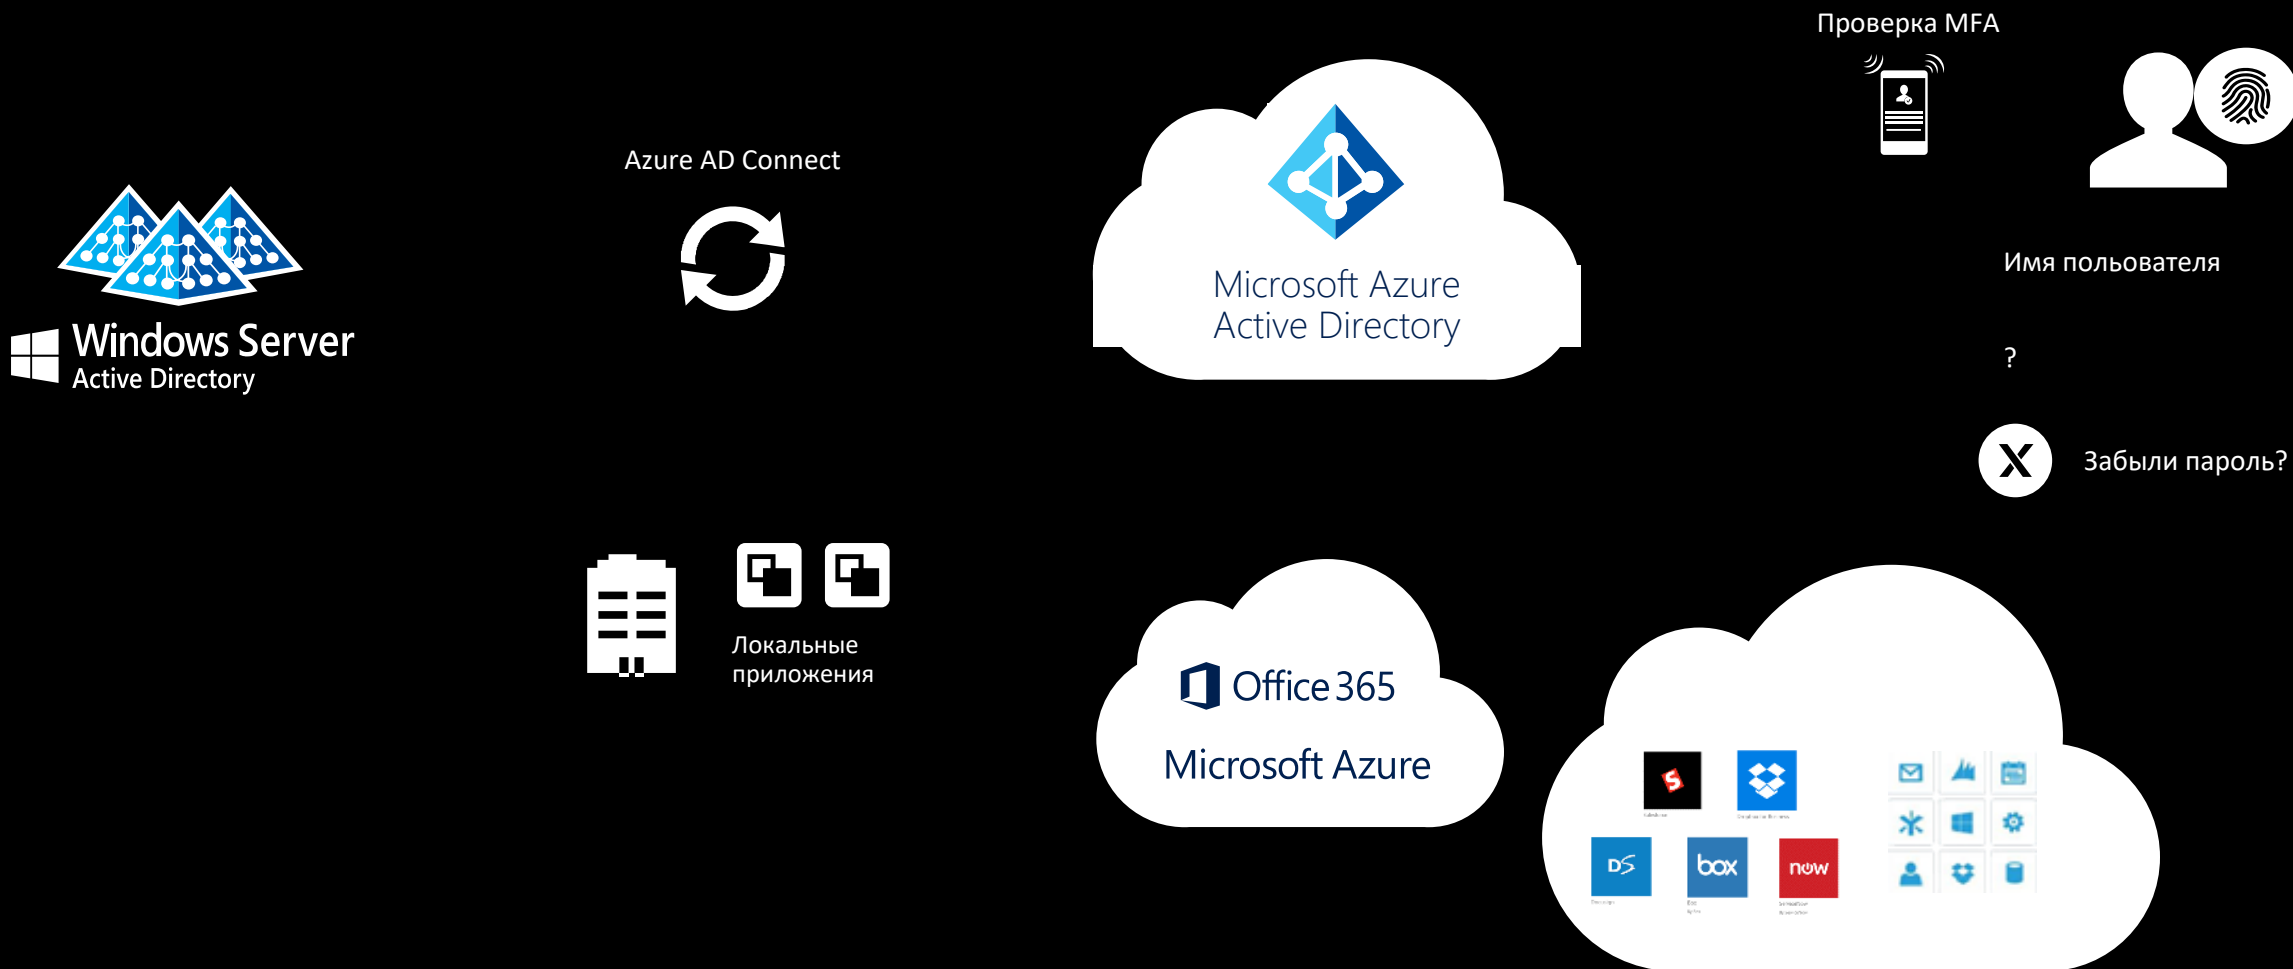 Проверка MFA
Azure AD Connect
Microsoft Azure
Active Directory
Имя польователя
Windows Server
Active Directory
?
X
Забыли пароль?
Локальные
приложения
Office 365
Microsoft Azure
S
DS
box
now